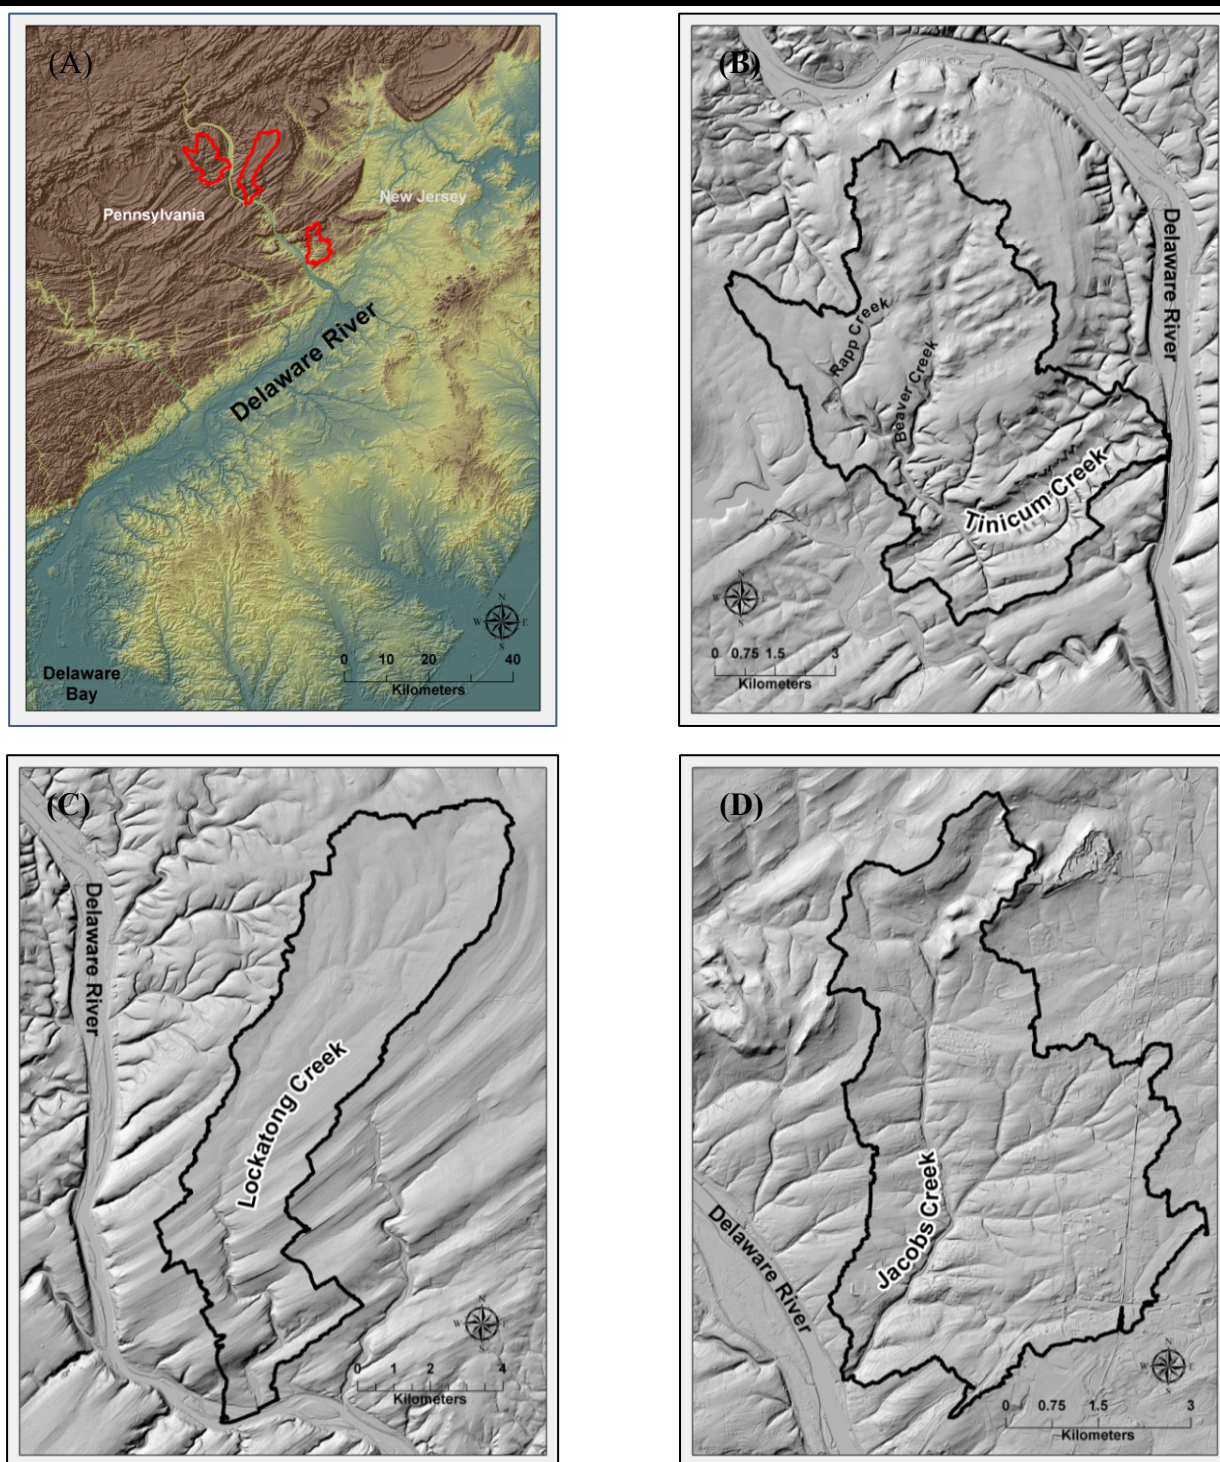 (A)
Pennsylvania
New Jersey
Delaware River
Delaware
Bay
N
W
E
S
0 10 20 40
Kilometers
(B)
Delaware River
Rapp Creek
Beaver Creek
Tinicum Creek
N
W
E
S
0 0.75 1.5 3
Kilometers
(C)
Delaware River
Lockatong Creek
N
W
E
S
0 1 2 4
Kilometers
(D)
Jacobs Creek
Delaware River
N
W
E
S
0 0.75 1.5 3
Kilometers